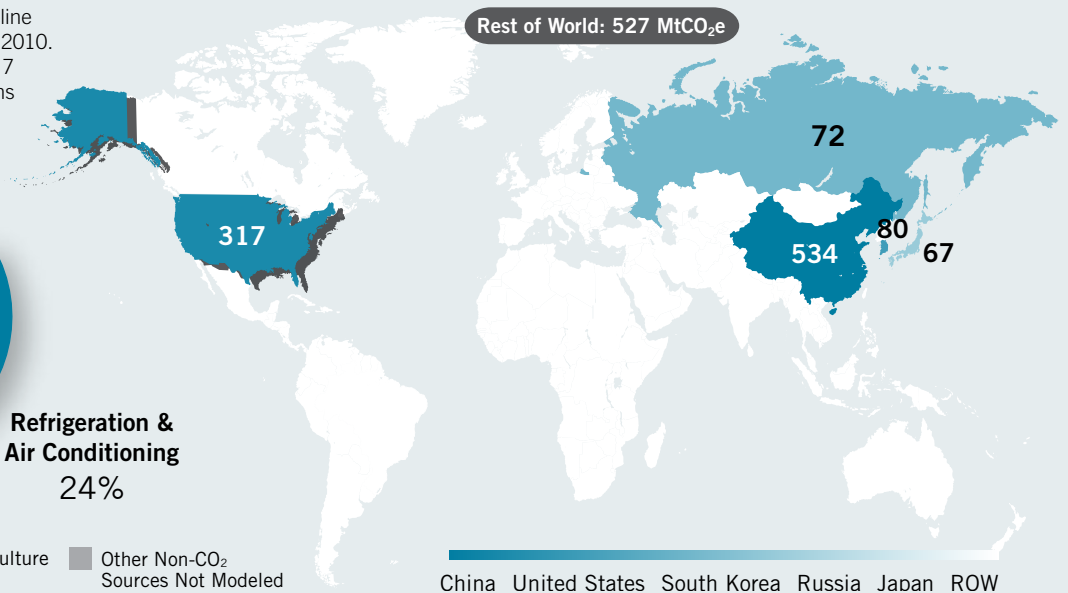 line
2010.
7
ns
Rest of World: 527 MtCO₂e
72
317
80
534
67
Refrigeration &
Air Conditioning
24%
ulture
Other Non-CO₂
Sources Not Modeled
China United States South Korea Russia Japan ROW